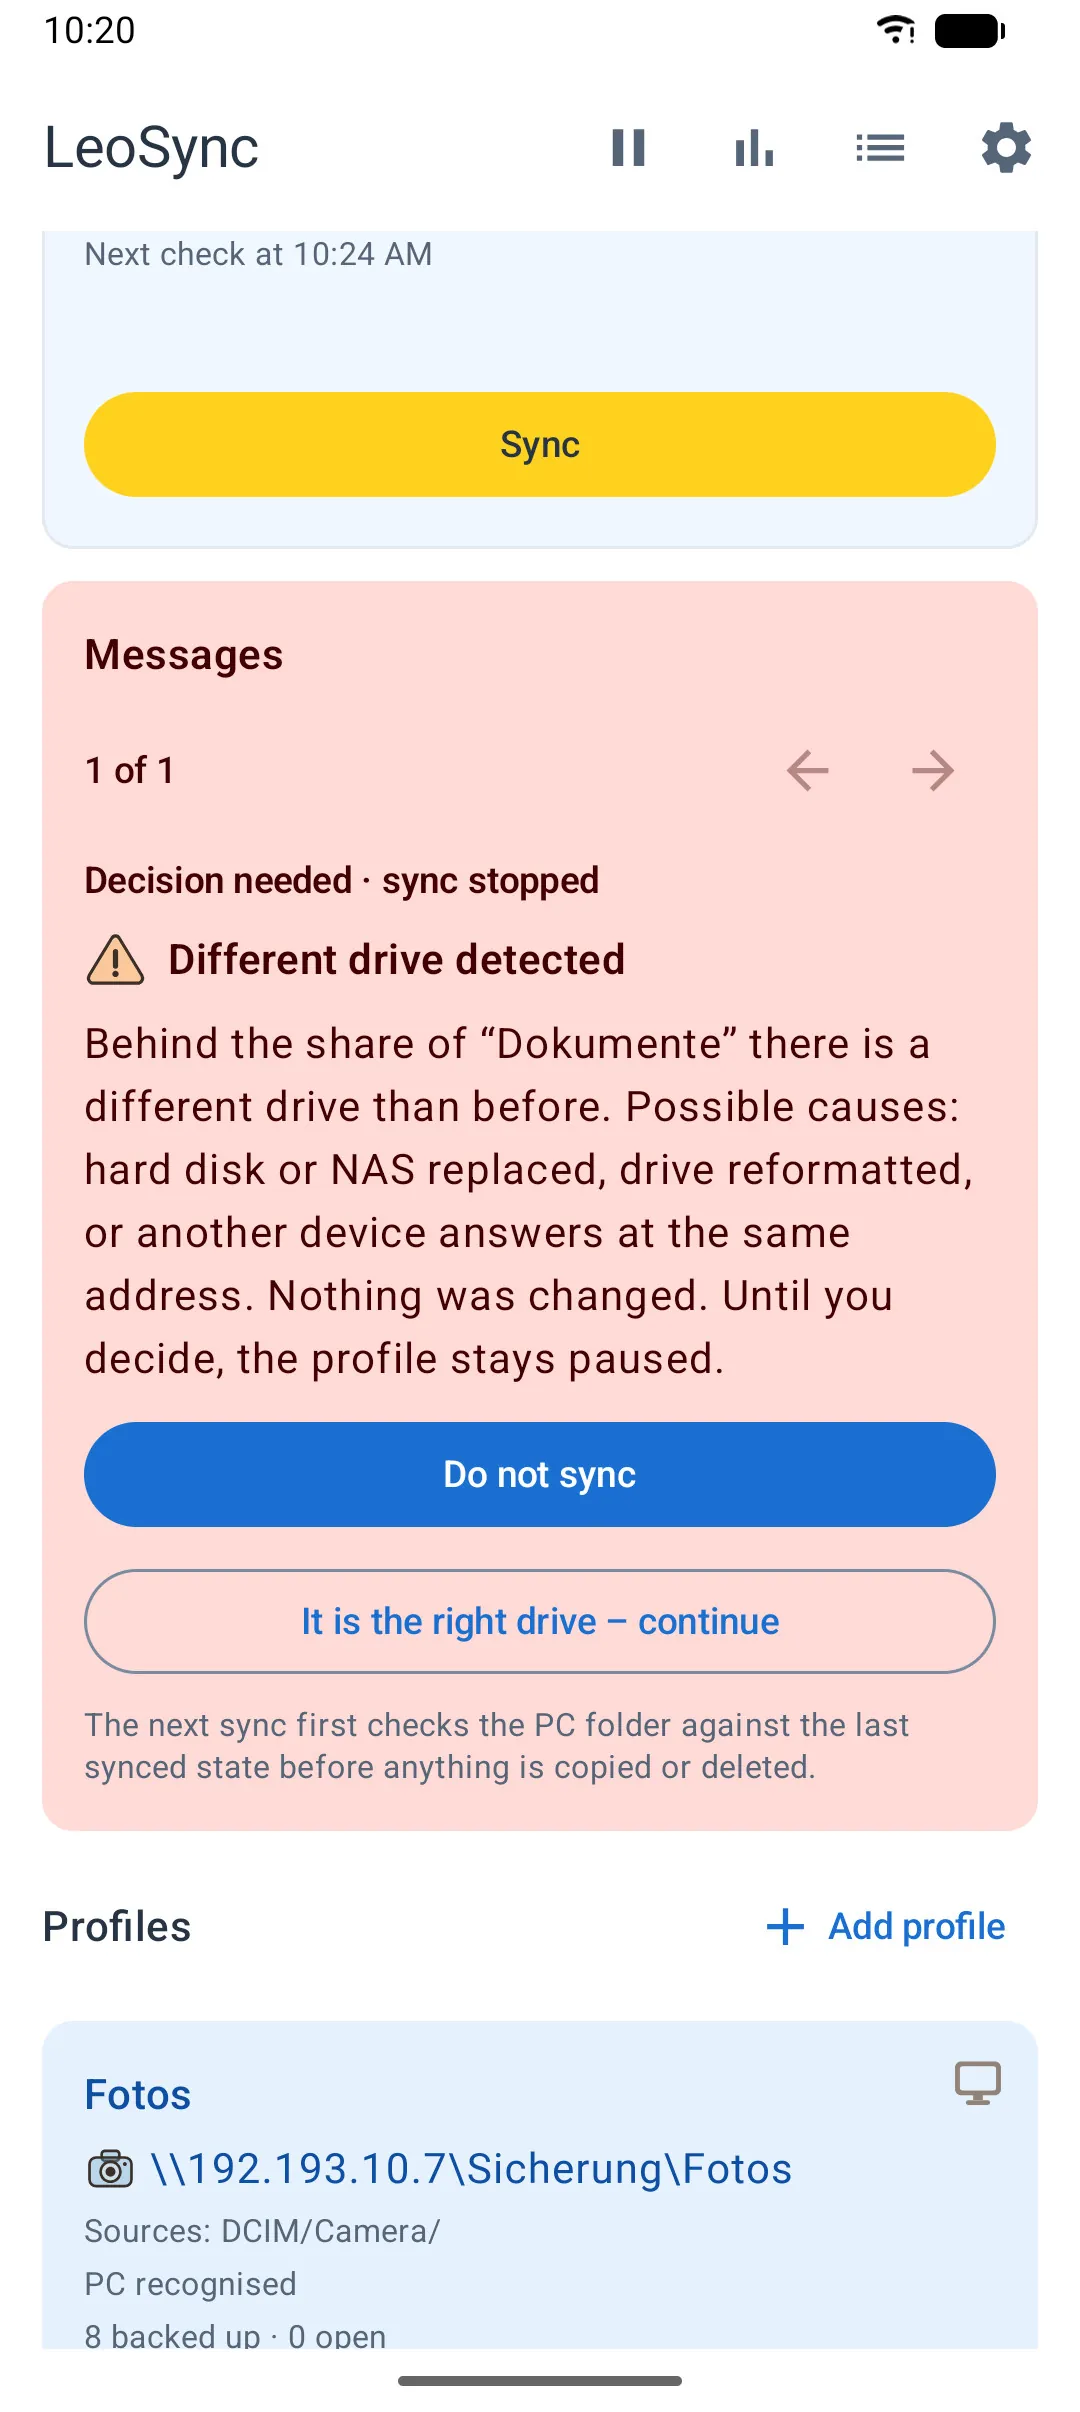 10:20
LeoSync
Next check at 10:24 AM
Sync
Messages
1 of 1
Decision needed · sync stopped
Different drive detected
Behind the share of “Dokumente” there is a
different drive than before. Possible causes:
hard disk or NAS replaced, drive reformatted,
or another device answers at the same
address. Nothing was changed. Until you
decide, the profile stays paused.
Do not sync
It is the right drive – continue
The next sync first checks the PC folder against the last
synced state before anything is copied or deleted.
Profiles
Add profile
Fotos
\\192.193.10.7\Sicherung\Fotos
Sources: DCIM/Camera/
PC recognised
8 backed up · 0 open